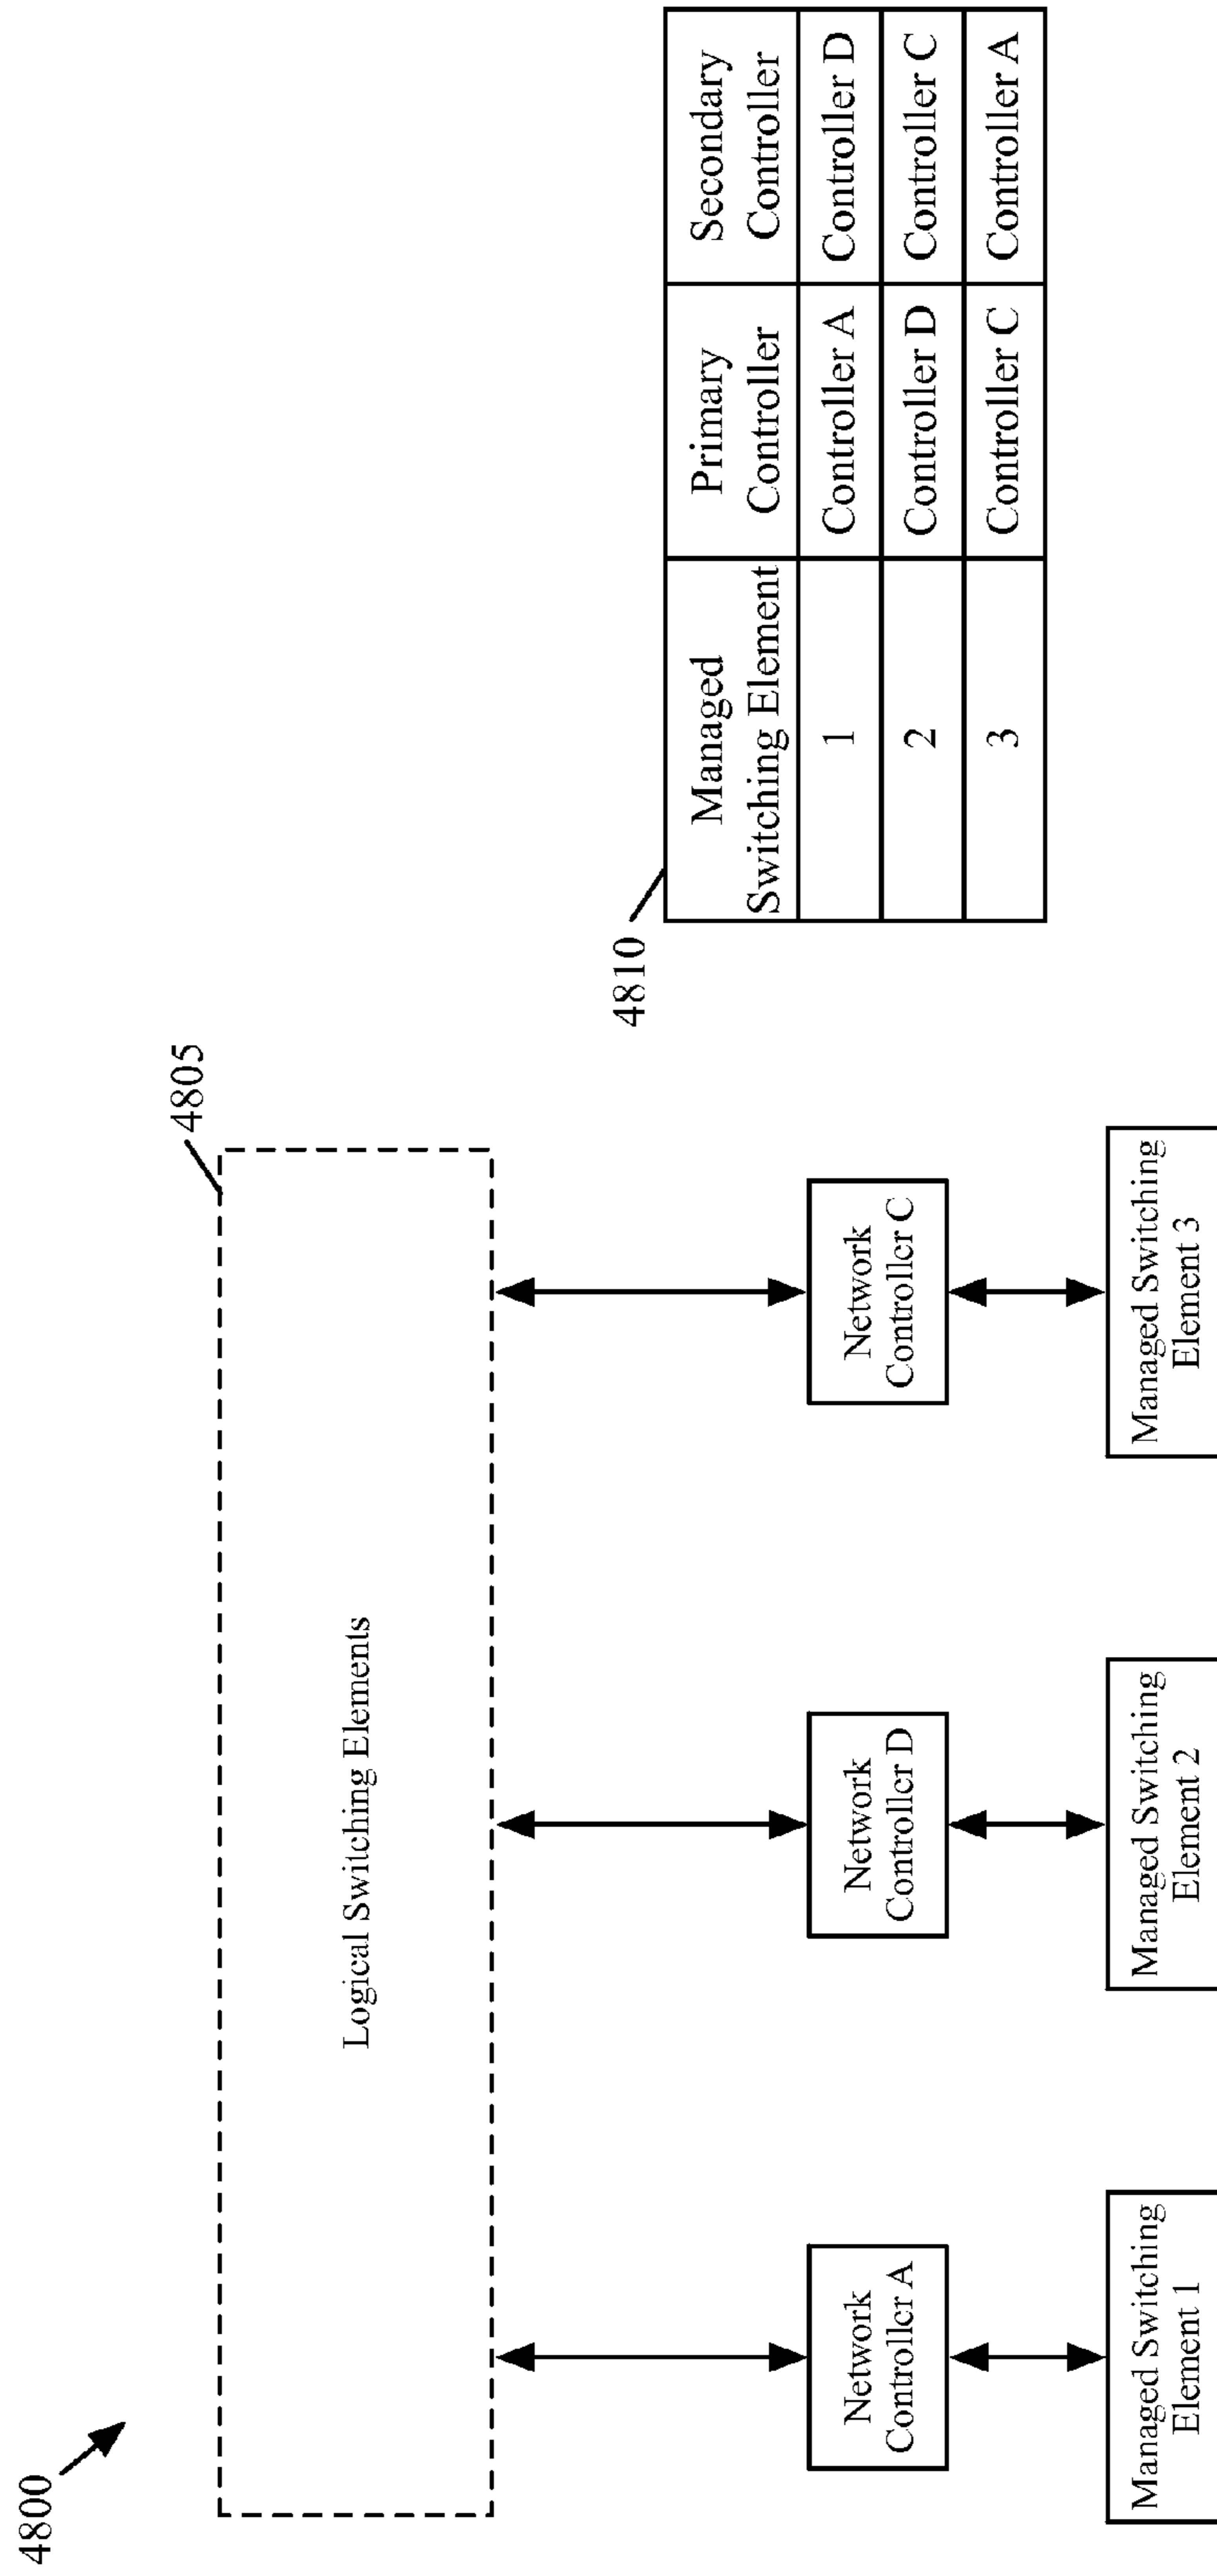 4800
4805
Logical Switching Elements
Network
Controller A
Network
Controller D
Network
Controller C
Managed Switching
Element 1
Managed Switching
Element 2
Managed Switching
Element 3
4810
Managed
Switching Element
Primary
Controller
Secondary
Controller
1
Controller A
Controller D
2
Controller D
Controller C
3
Controller C
Controller A